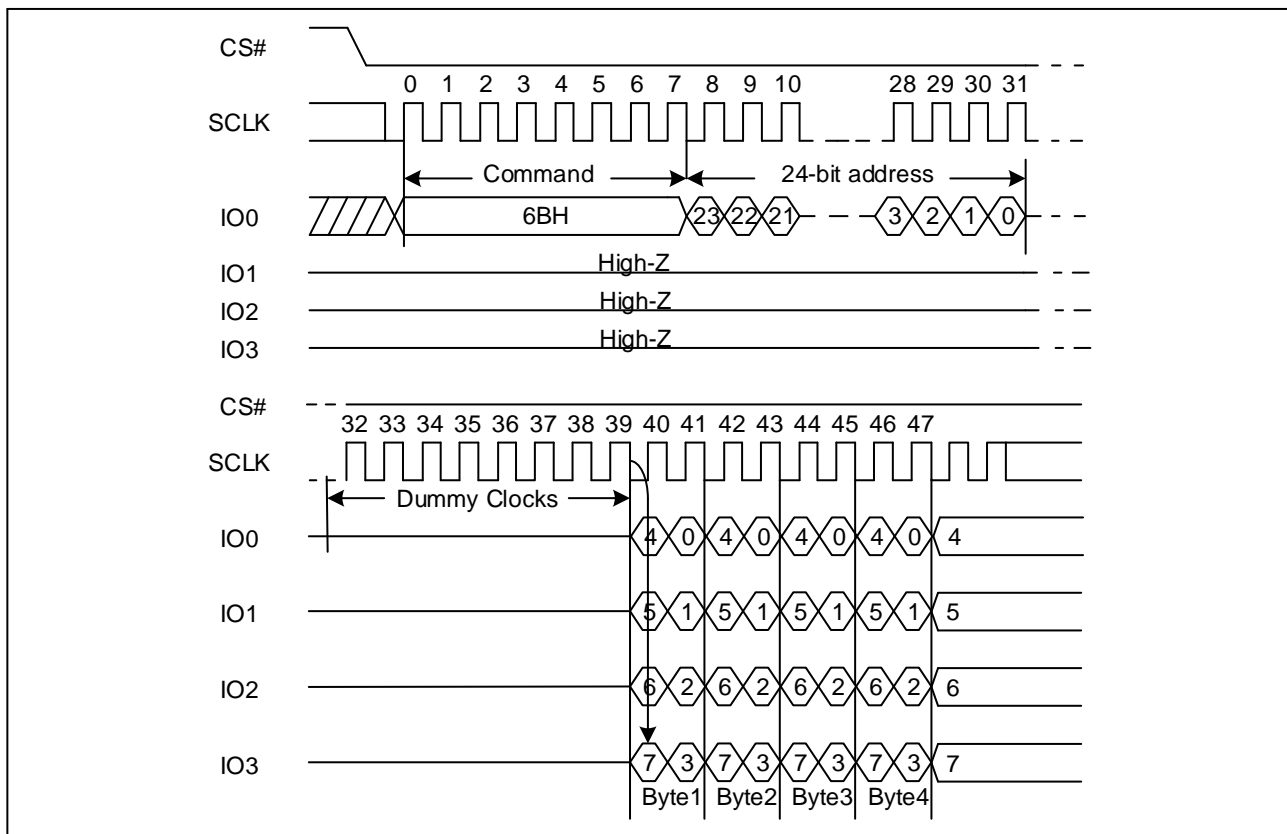 CS#
0 1 2 3 4 5 6 7 8 9 10 28 29 30 31
SCLK
Command 24-bit address
IO0 6BH 23 22 21 3 2 1 0
IO1 High-Z
IO2 High-Z
IO3 High-Z
CS#
32 33 34 35 36 37 38 39 40 41 42 43 44 45 46 47
SCLK
Dummy Clocks
IO0 4 0 4 0 4 0 4 0 4
IO1 5 1 5 1 5 1 5 1 5
IO2 6 2 6 2 6 2 6 2 6
IO3 7 3 7 3 7 3 7 3 7
Byte1 Byte2 Byte3 Byte4